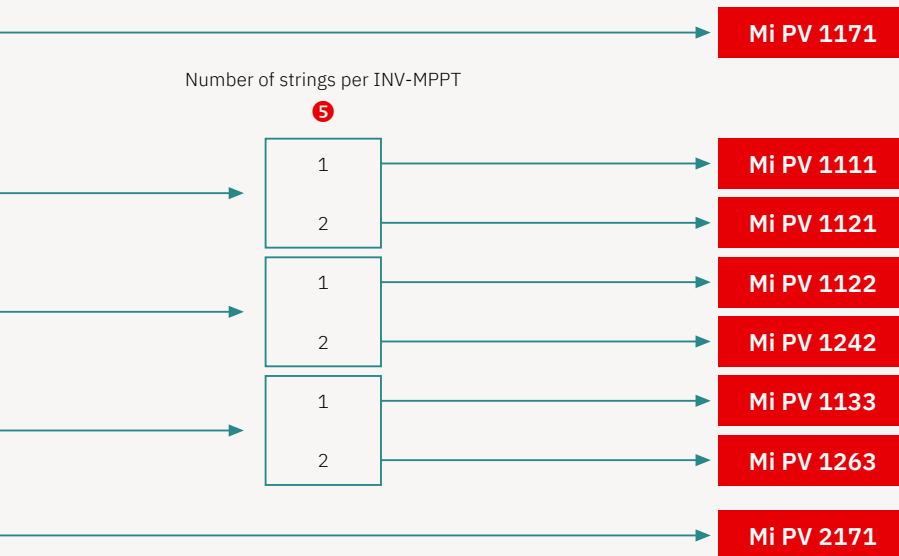 Mi PV 1171
Number of strings per INV-MPPT
5
1
Mi PV 1111
2
Mi PV 1121
1
Mi PV 1122
2
Mi PV 1242
1
Mi PV 1133
2
Mi PV 1263
Mi PV 2171